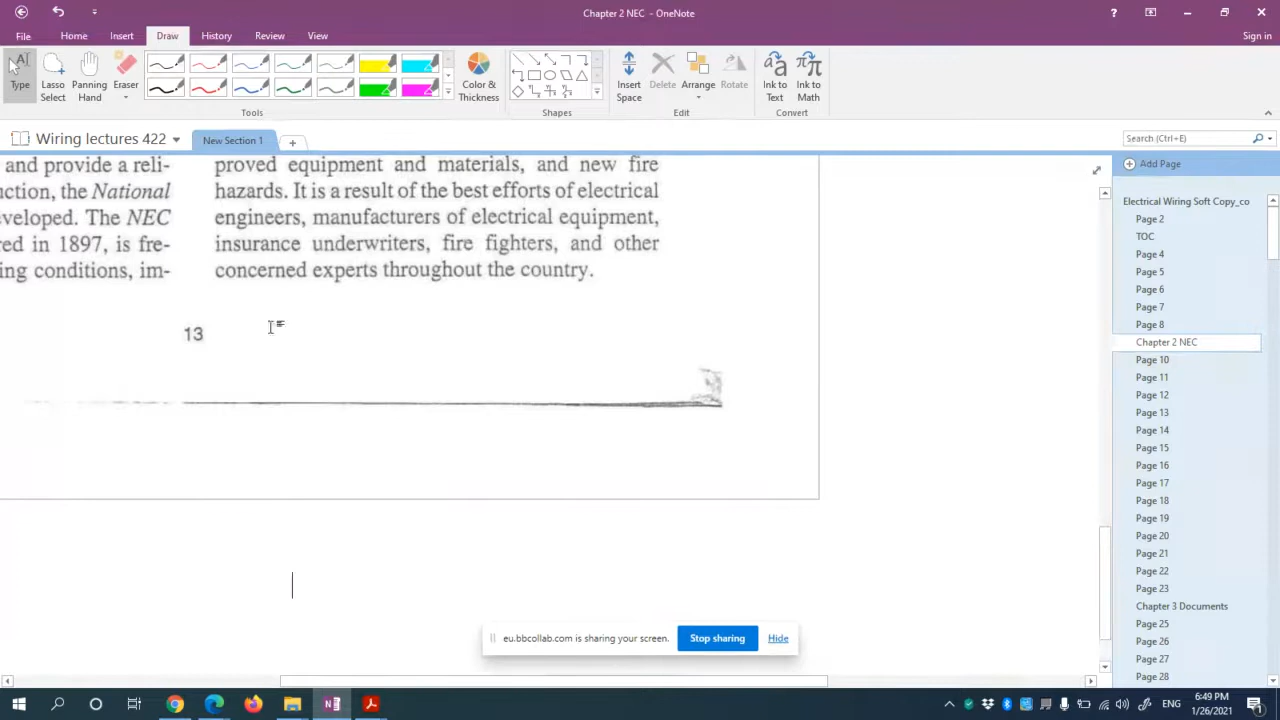 Chapter 2 NEC - OneNote
?
Sign in
File
Home
Insert
Draw
History
Review
View
Type
Lasso Select
Panning Hand
Eraser
Color & Thickness
Insert Space
Delete
Arrange
Rotate
Ink to Text
Ink to Math
Tools
Shapes
Edit
Convert
Wiring lectures 422
New Section 1
Search (Ctrl+E)
and provide a reli-
ction, the National
veloped. The NEC
red in 1897, is fre-
ing conditions, im-
proved equipment and materials, and new fire
hazards. It is a result of the best efforts of electrical
engineers, manufacturers of electrical equipment,
insurance underwriters, fire fighters, and other
concerned experts throughout the country.
13
Add Page
Electrical Wiring Soft Copy_co
Page 2
TOC
Page 4
Page 5
Page 6
Page 7
Page 8
Chapter 2 NEC
Page 10
Page 11
Page 12
Page 13
Page 14
Page 15
Page 16
Page 17
Page 18
Page 19
Page 20
Page 21
Page 22
Page 23
Chapter 3 Documents
Page 25
Page 26
Page 27
Page 28
eu.bbcollab.com is sharing your screen.
Stop sharing
Hide
ENG
6:49 PM
1/26/2021